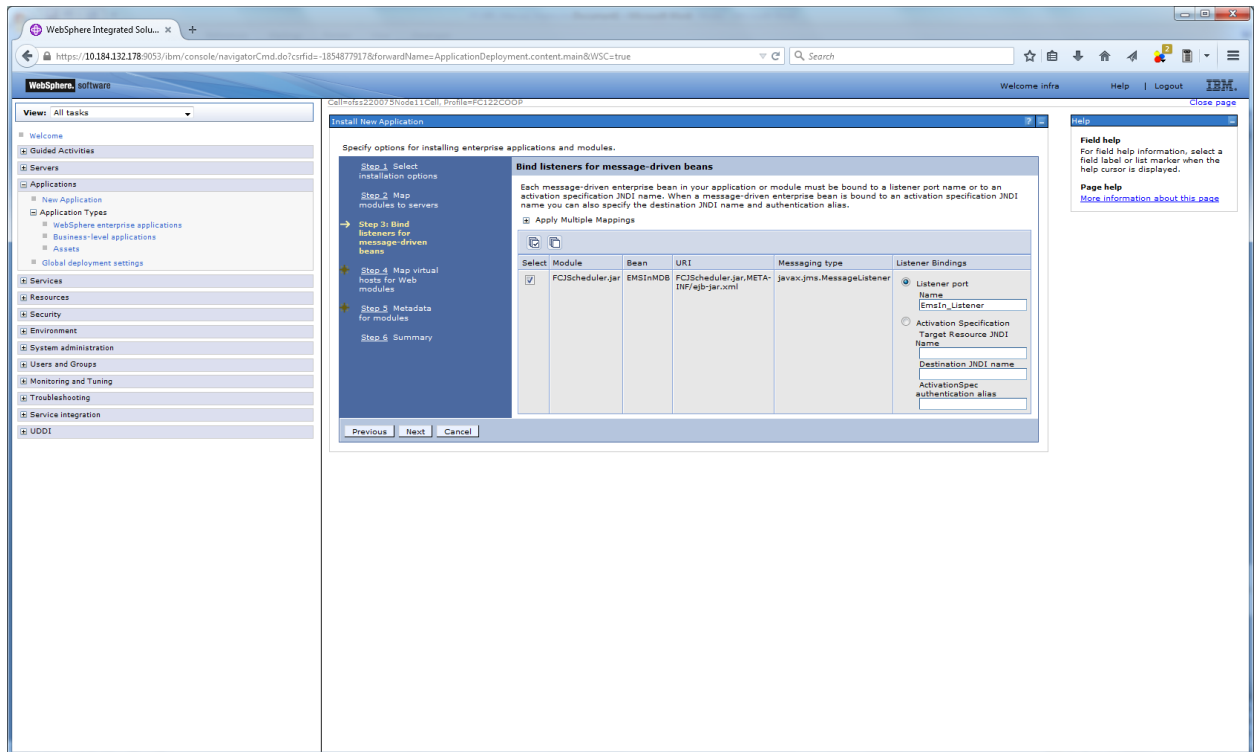 WebSphere Integrated Solu... × +
https://10.184.132.178:9053/ibm/console/navigatorCmd.do?csrfid=-1854877917&forwardName=ApplicationDeployment.content.main&WSC=true
Search
2
WebSphere. software
Welcome infra
Help | Logout
IBM.
View: All tasks
Welcome
Guided Activities
Servers
Applications
New Application
Application Types
WebSphere enterprise applications
Business-level applications
Assets
Global deployment settings
Services
Resources
Security
Environment
System administration
Users and Groups
Monitoring and Tuning
Troubleshooting
Service integration
UDDI
Cell=ofss220075Node11Cell, Profile=FC122COOP
Close page
Install New Application
? –
Specify options for installing enterprise applications and modules.
Step 1 Select
installation options
Step 2 Map
modules to servers
Step 3: Bind
listeners for
message-driven
beans
Step 4 Map virtual
hosts for Web
modules
Step 5 Metadata
for modules
Step 6 Summary
Bind listeners for message-driven beans
Each message-driven enterprise bean in your application or module must be bound to a listener port name or to an
activation specification JNDI name. When a message-driven enterprise bean is bound to an activation specification JNDI
name you can also specify the destination JNDI name and authentication alias.
Apply Multiple Mappings
Select Module Bean URI Messaging type Listener Bindings
FCJScheduler.jar EMSInMDB FCJScheduler.jar,META-
INF/ejb-jar.xml
javax.jms.MessageListener
Listener port
Name
EmsIn_Listener
Activation Specification
Target Resource JNDI
Name
Destination JNDI name
ActivationSpec
authentication alias
Previous Next Cancel
Help
Field help
For field help information, select a
field label or list marker when the
help cursor is displayed.
Page help
More information about this page